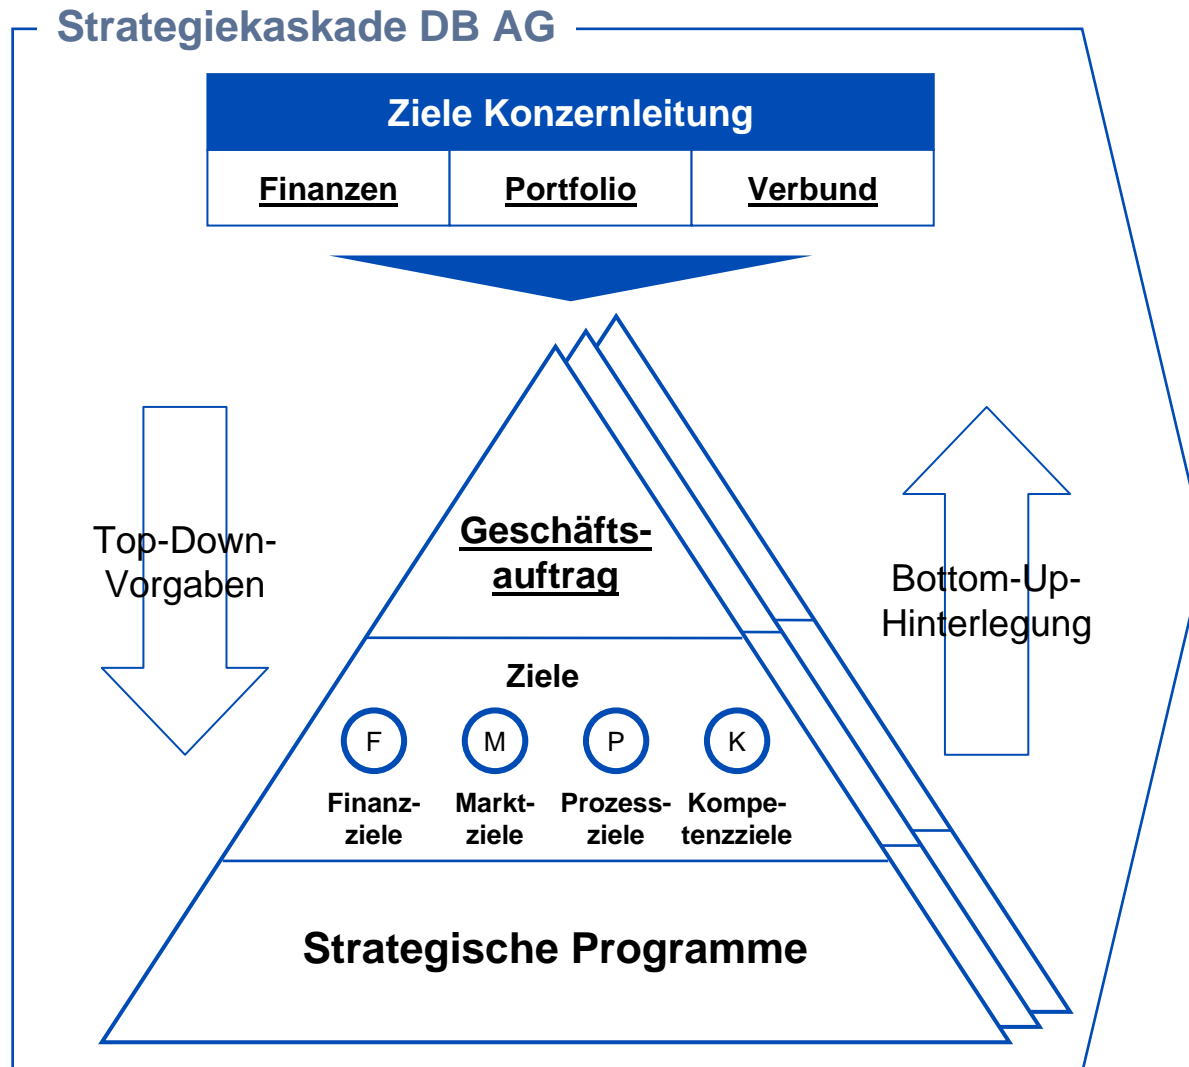 Strategiekaskade DB AG
Ziele Konzernleitung
Finanzen Portfolio Verbund
Top-Down-
Vorgaben
Geschäfts-
auftrag
Bottom-Up-
Hinterlegung
Ziele
F M P K
Finanz- Markt- Prozess- Kompe-
ziele ziele ziele tenzziele
Strategische Programme